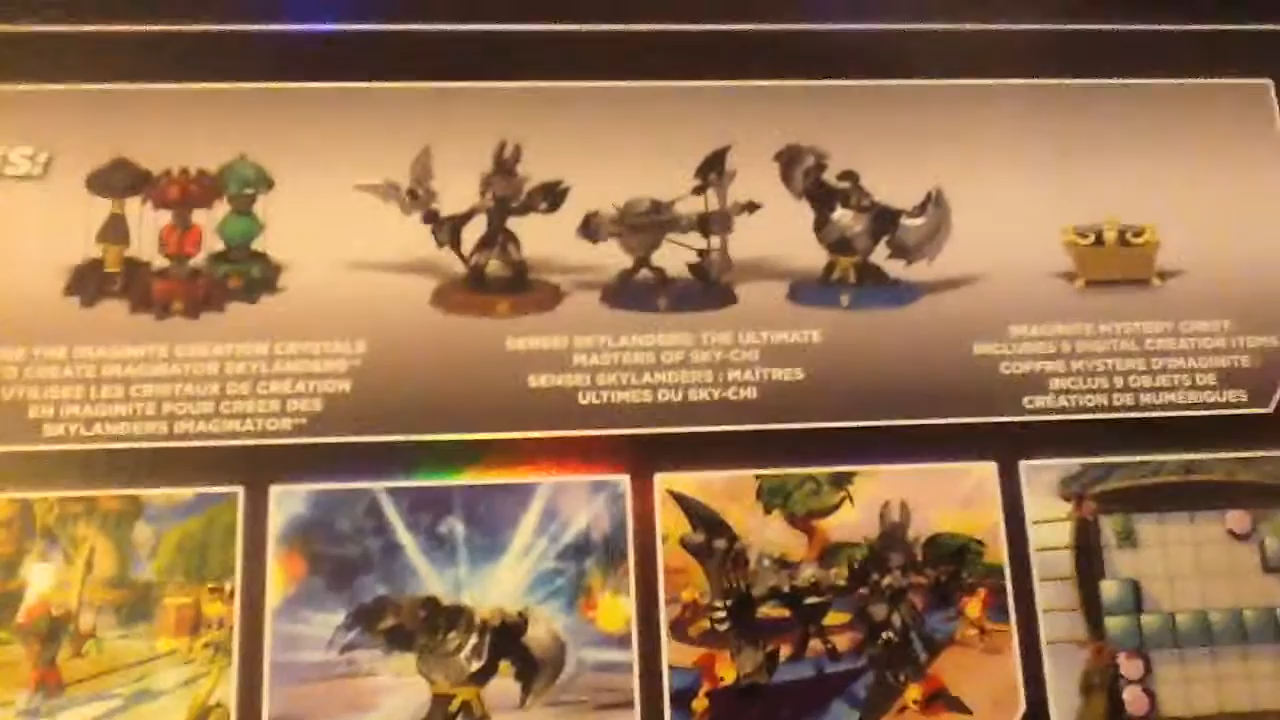 S:
THE IMAGINITE CREATION CRYSTALS
CREATE IMAGINATOR SKYLANDERS**
UTILISEZ LES CRISTAUX DE CRÉATION
EN IMAGINITE POUR CRÉER DES
SKYLANDERS IMAGINATOR**
SENSEI SKYLANDERS: THE ULTIMATE
MASTERS OF SKY-CHI
SENSEI SKYLANDERS : MAÎTRES
ULTIMES DU SKY-CHI
IMAGINITE MYSTERY CHEST
INCLUDES 9 DIGITAL CREATION ITEMS
COFFRE MYSTÈRE D'IMAGINITE
INCLUS 9 OBJETS DE
CRÉATION DE NUMÉRIQUES